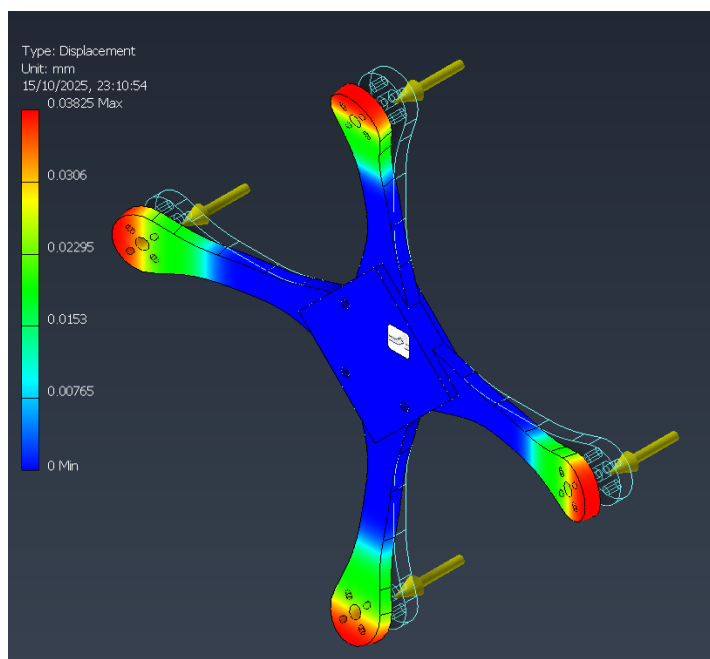 Type: Displacement
Unit: mm
15/10/2025, 23:10:54
0.03825 Max
0.0306
0.02295
0.0153
0.00765
0 Min